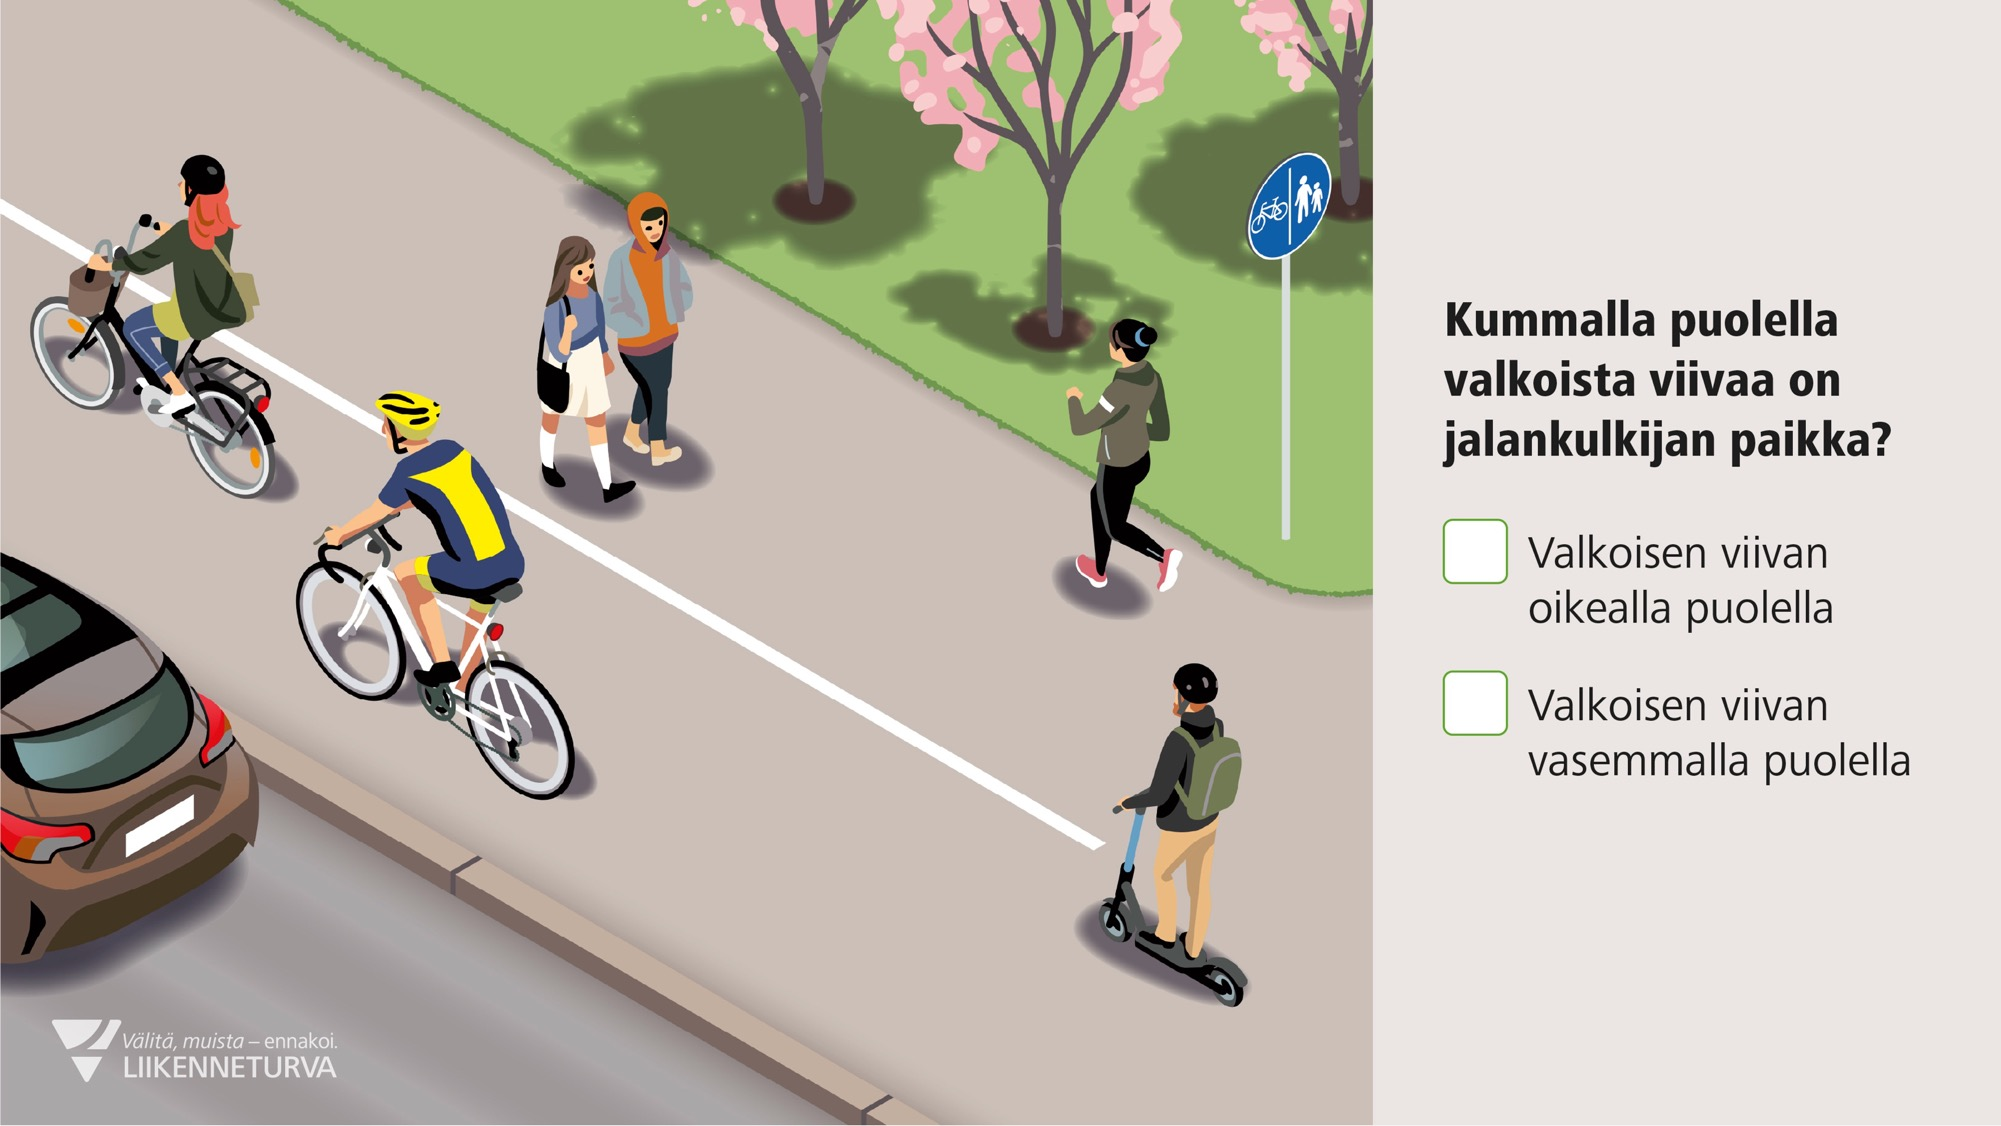 Kummalla puolella
valkoista viivaa on
jalankulkijan paikka?
Valkoisen viivan
oikealla puolella
Valkoisen viivan
vasemmalla puolella
Välitä, muista – ennakoi.
LIIKENNETURVA